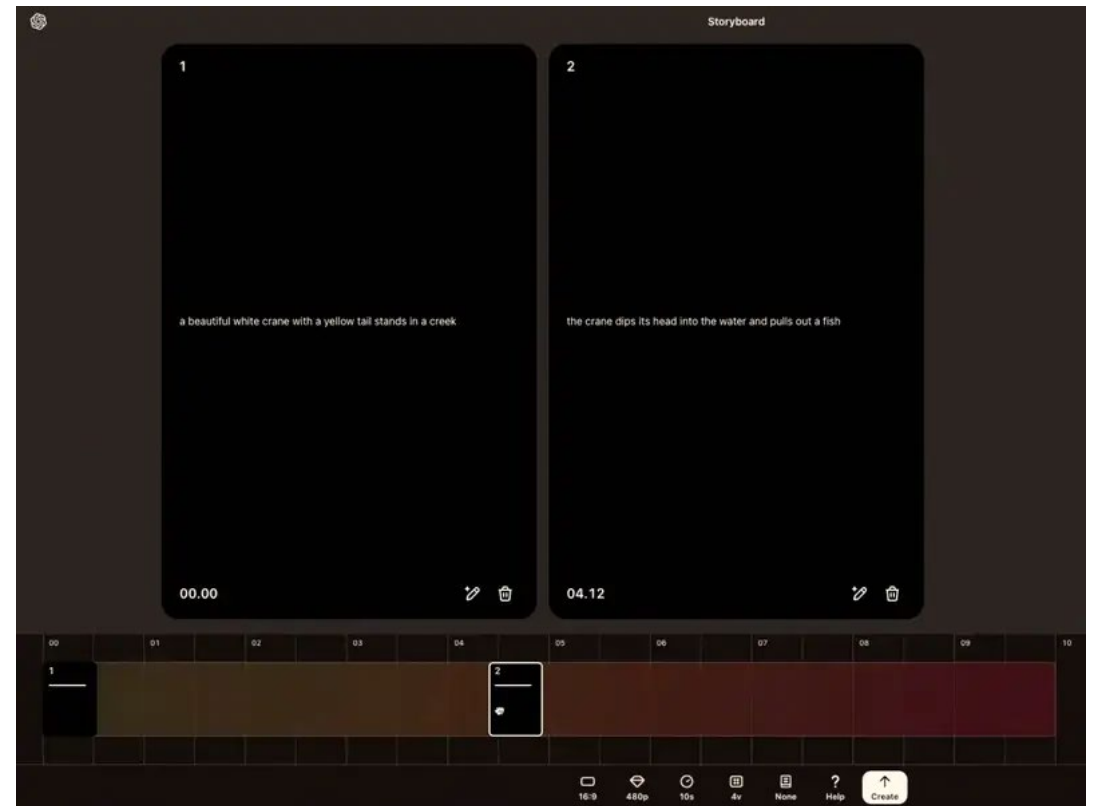 Storyboard
1
2
a beautiful white crane with a yellow tail stands in a creek
the crane dips its head into the water and pulls out a fish
00.00
04.12
00 01 02 03 04 05 06 07 08 09 10
1
2
16:9 480p 10s 4v None Help Create